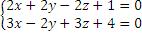 2x + 2y − 2z + 1 = 0
3x − 2y + 3z + 4 = 0